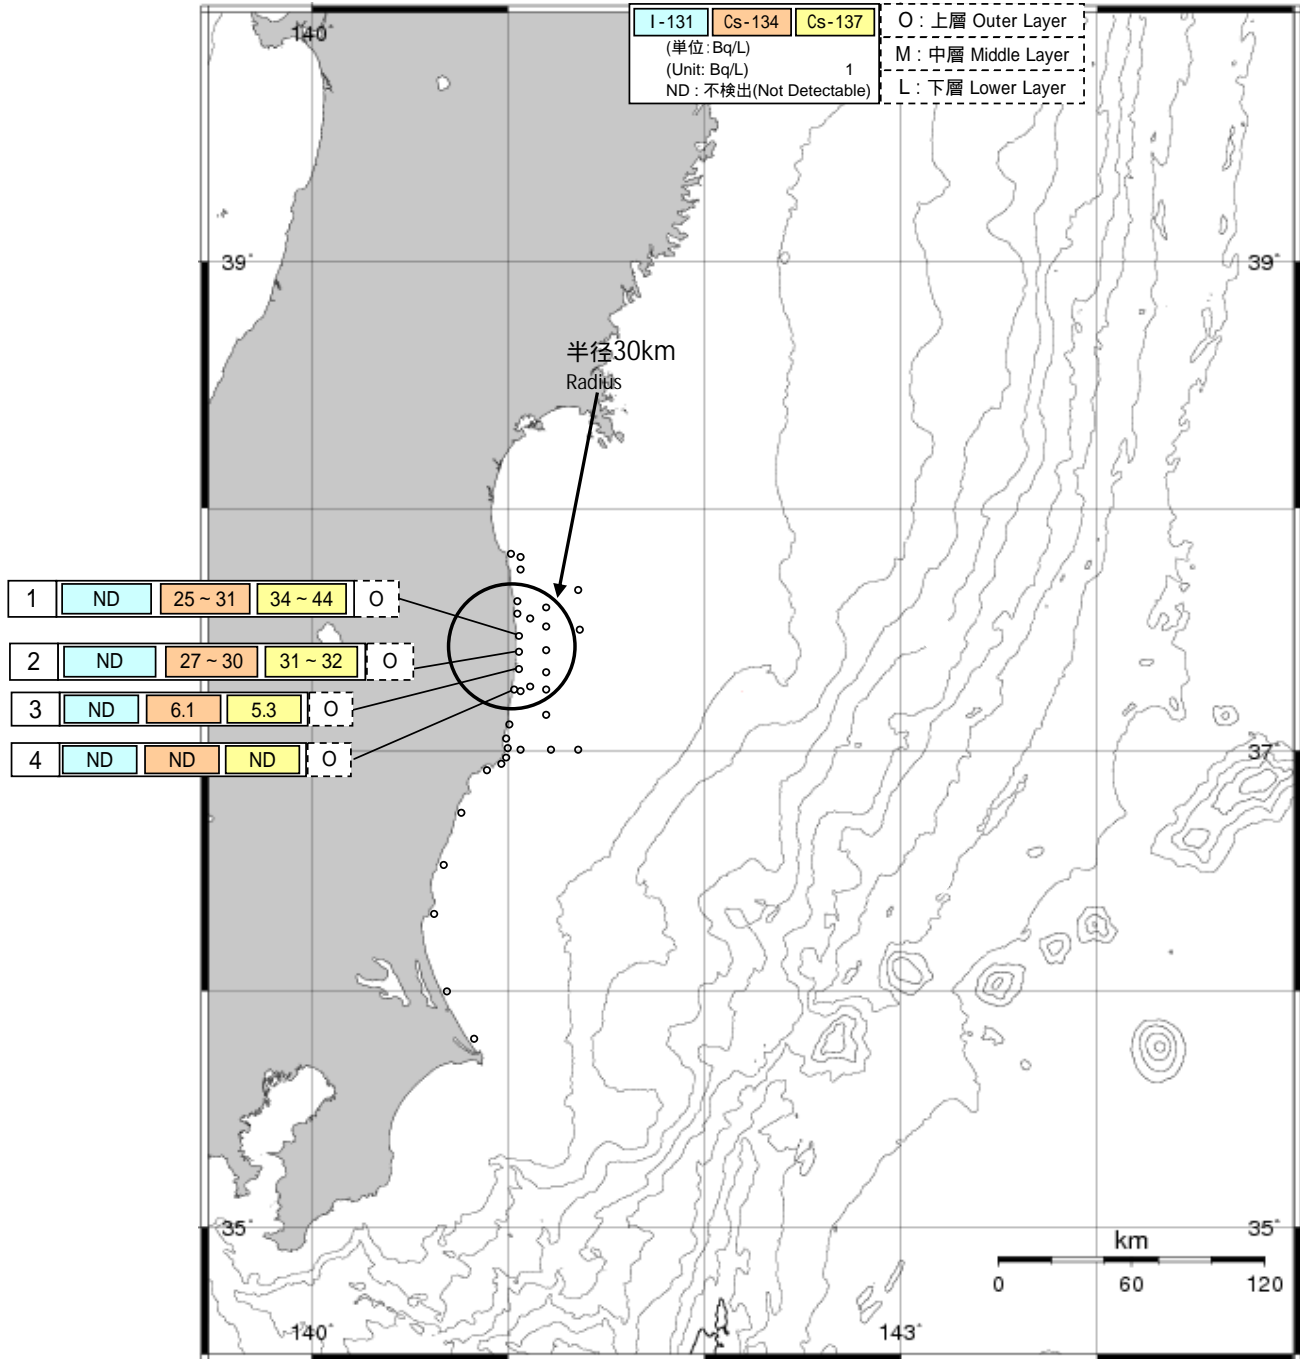 I-131 Cs-134 Cs-137
(単位:Bq/L)
(Unit: Bq/L) 1
ND : 不検出(Not Detectable)
O : 上層 Outer Layer
M : 中層 Middle Layer
L : 下層 Lower Layer
140°
39° 39°
半径30km
Radius
1 ND 25 ~ 31 34 ~ 44 O
2 ND 27 ~ 30 31 ~ 32 O
3 ND 6.1 5.3 O
4 ND ND ND O
37°
35° 35°
km
0 60 120
140° 143°